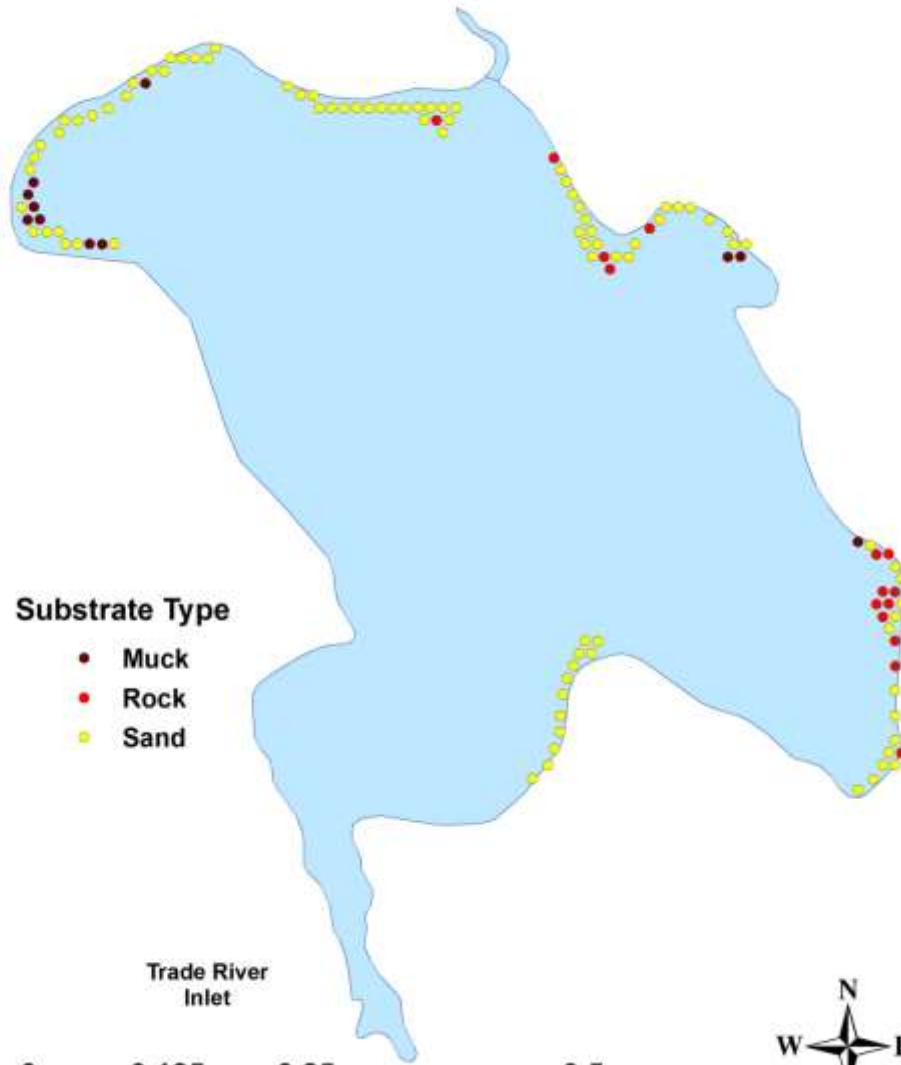 Substrate Type
Muck
Rock
Sand
Trade River
Inlet
N
W